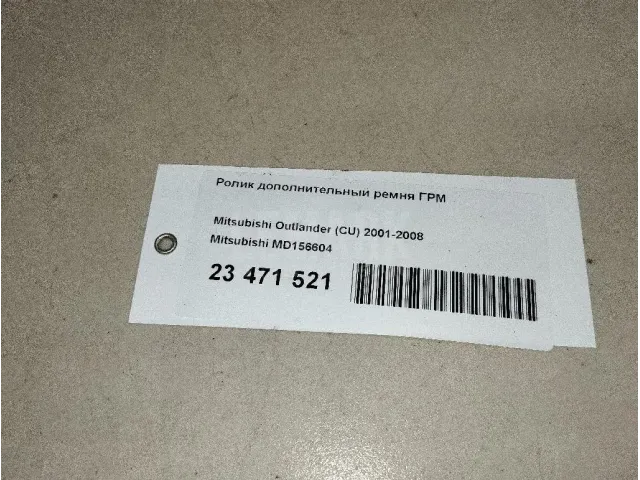 Ролик дополнительный ремня ГРМ
Mitsubishi Outlander (CU) 2001-2008
Mitsubishi MD156604
23 471 521